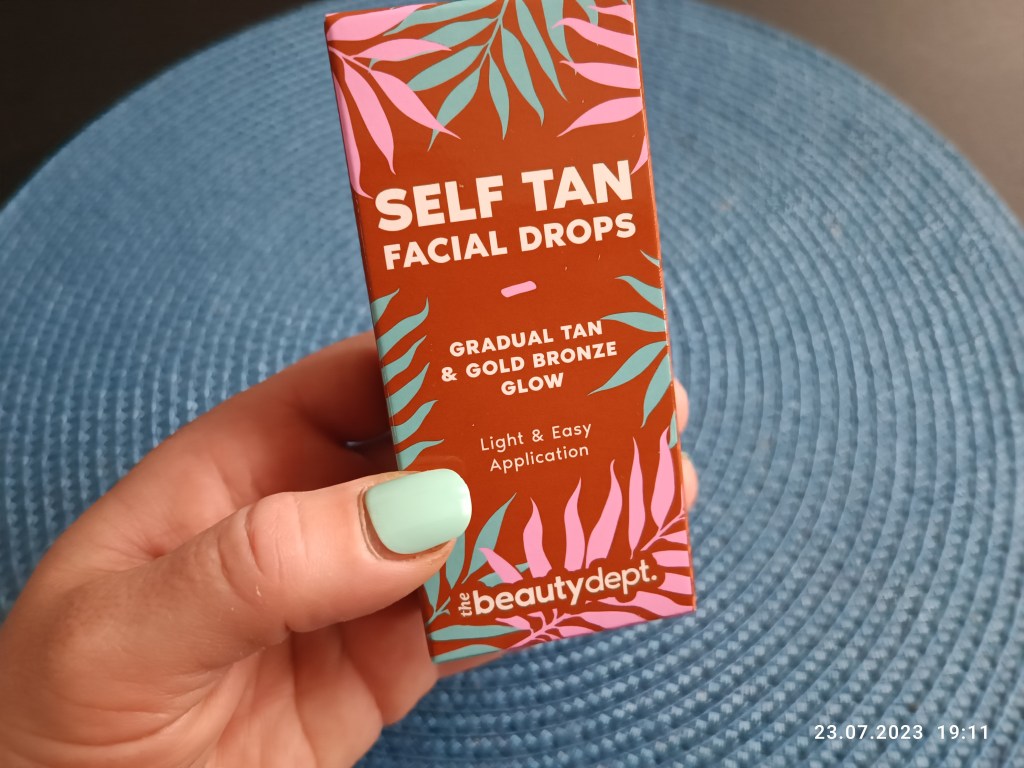 SELF TAN
FACIAL DROPS
GRADUAL TAN
& GOLD BRONZE
GLOW
Light & Easy
Application
the beautydept.
23.07.2023 19:11